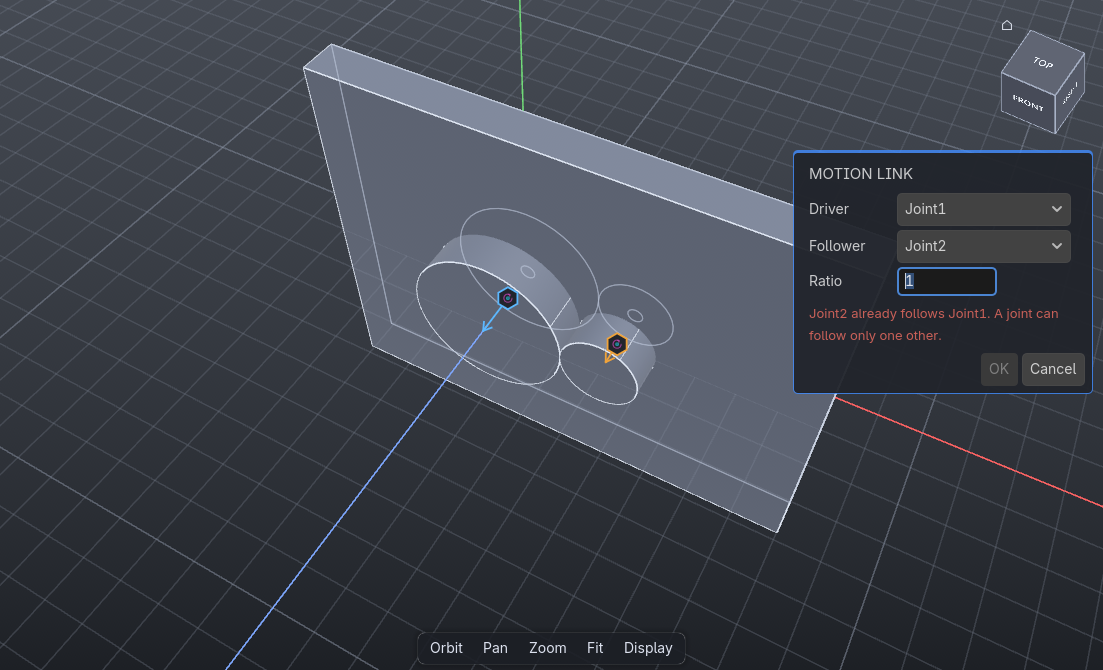 TOP
FRONT
MOTION LINK
Driver Joint1
Follower Joint2
Ratio 1
Joint2 already follows Joint1. A joint can
follow only one other.
OK Cancel
Orbit Pan Zoom Fit Display